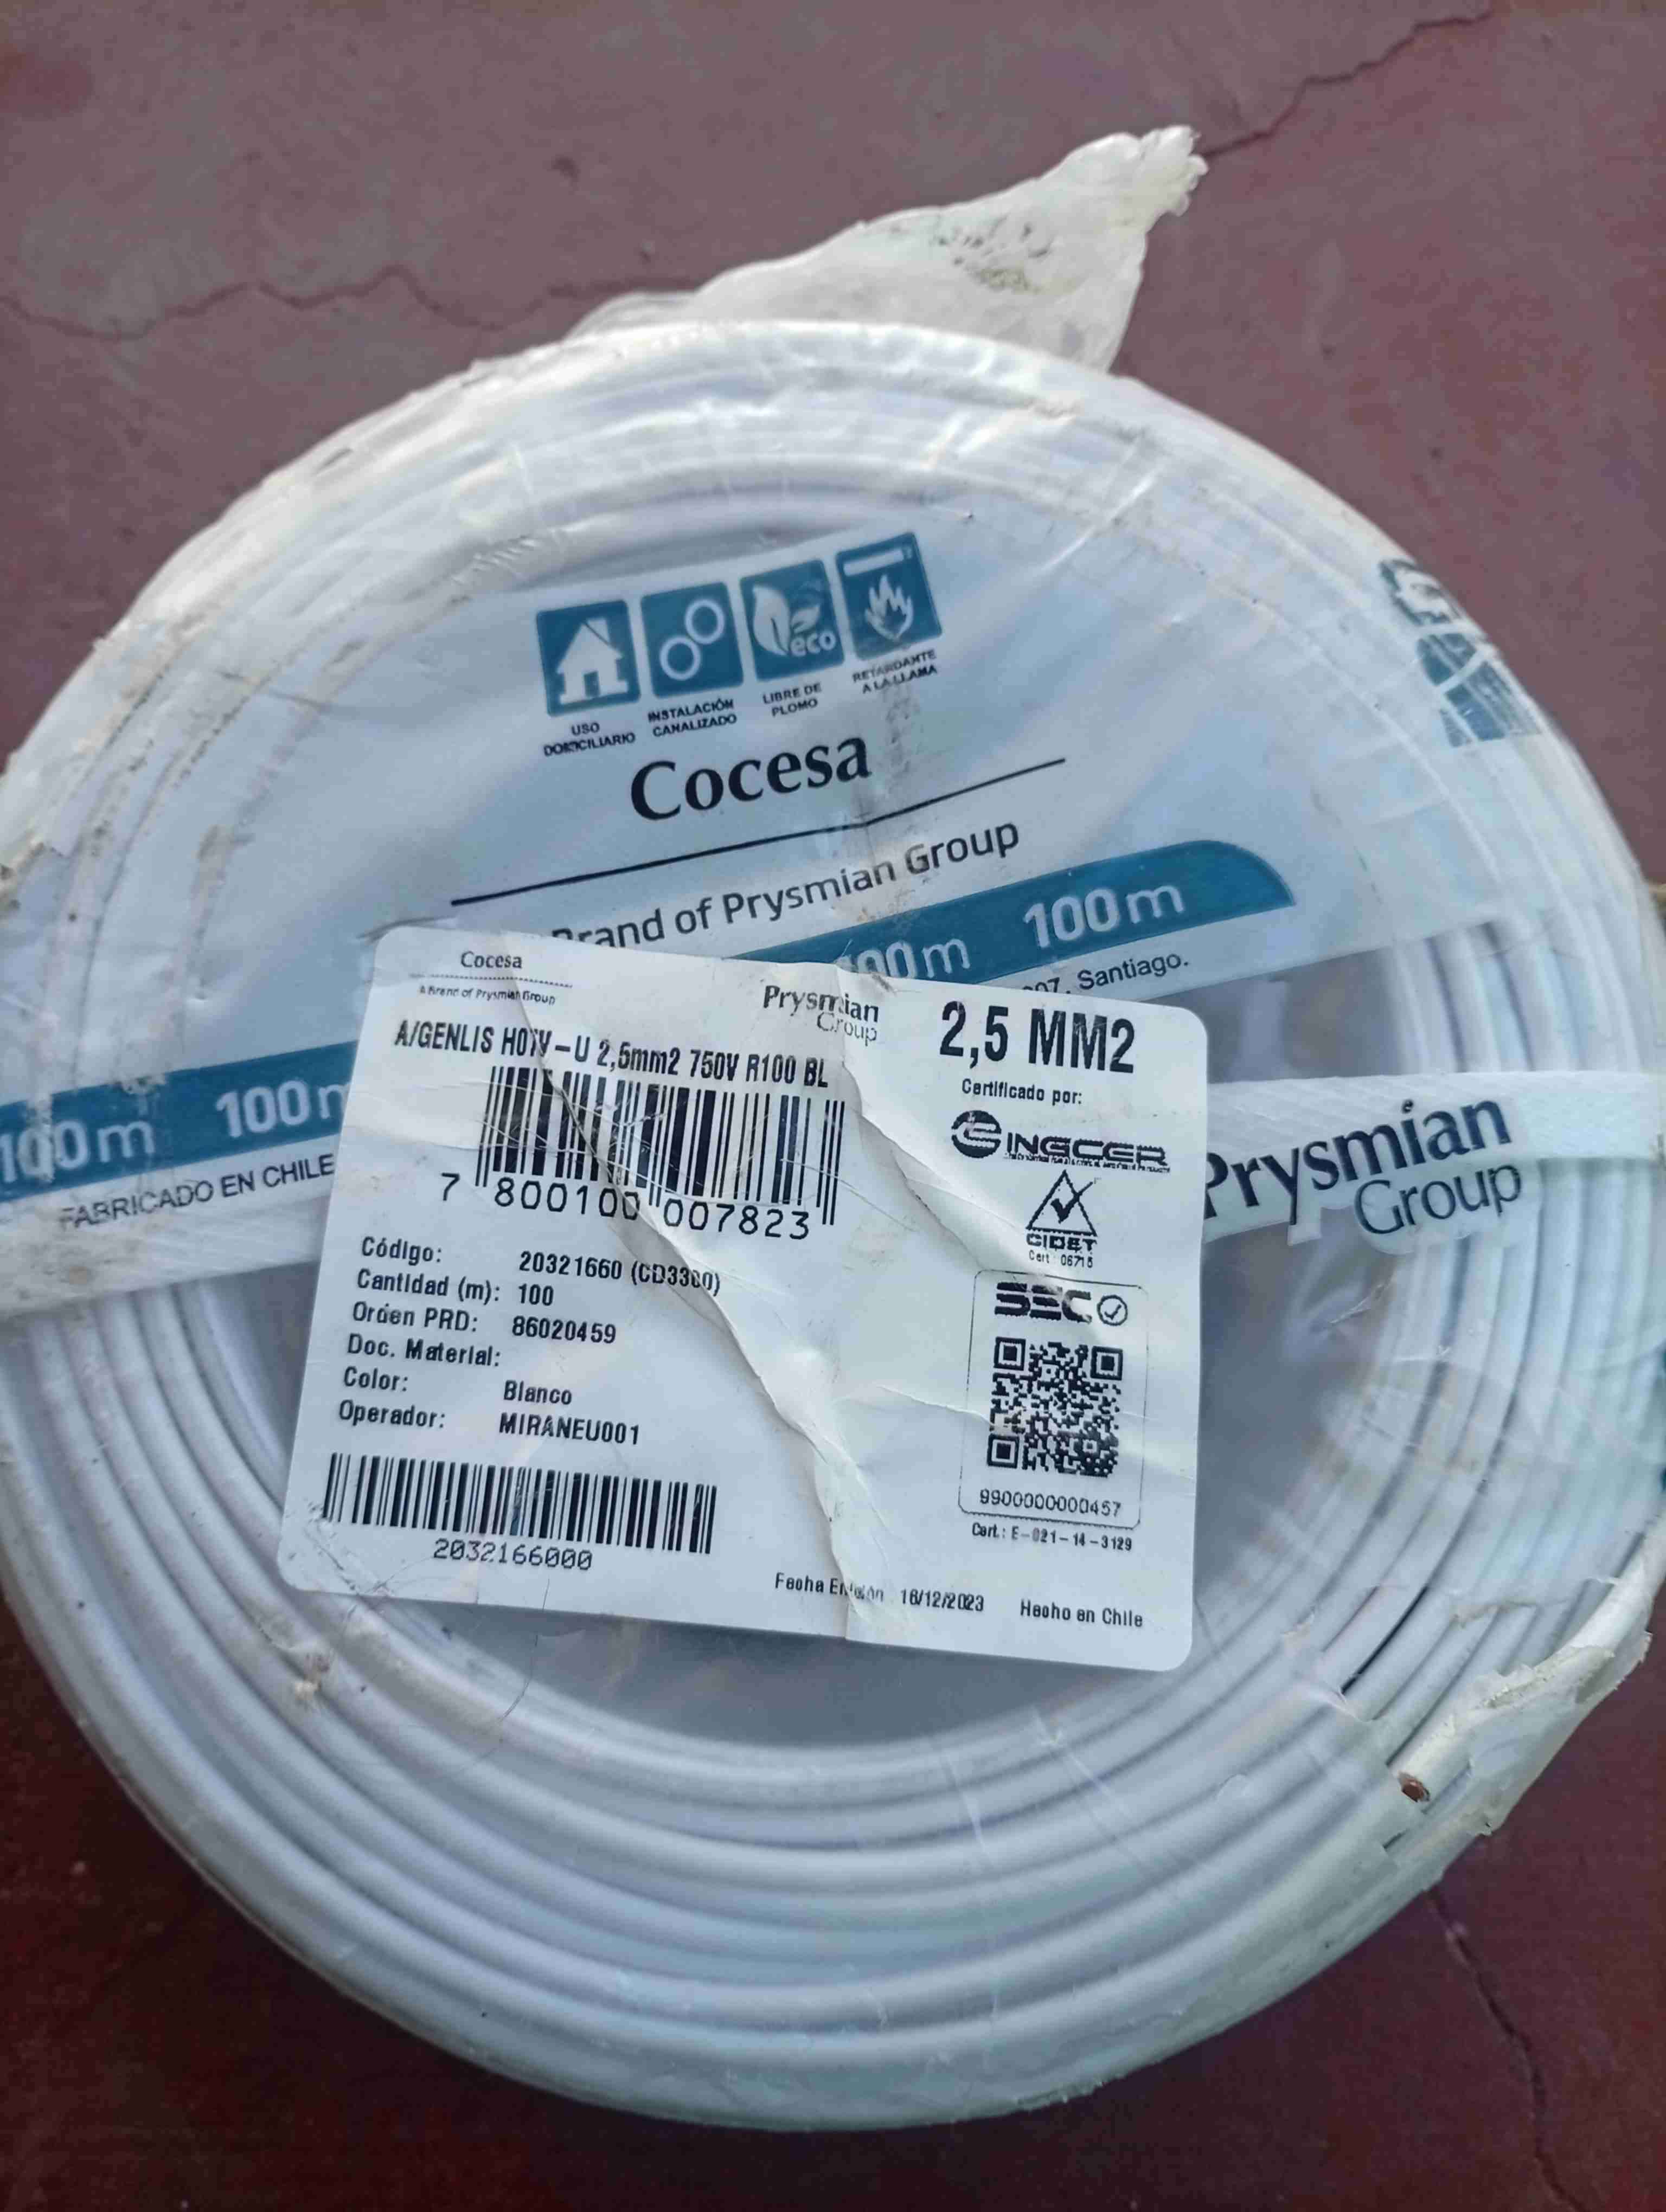 USO
DOMICILIARIO
INSTALACIÓN
CANALIZADO
eco
LIBRE DE
PLOMO
RETARDANTE
A LA LLAMA
Cocesa
Brand of Prysmian Group
100m 100m 100m 100m
FABRICADO EN CHILE
Santiago.
Prysmian
Group
Cocesa
A Brand of Prysmian Group
Prysmian
Group
2,5 MM2
A/GENLIS H07V-U 2,5mm2 750V R100 BL
7 800100 007823
Certificado por:
INGCER
CIDET
Cert. 06715
Código: 20321660 (CD3360)
Cantidad (m): 100
Orden PRD: 86020459
Doc. Material:
Color: Blanco
Operador: MIRANEU001
2032166000
SEC
9900000000457
Cert.: E-021-14-3129
Fecha Emisión 16/12/2023 Hecho en Chile